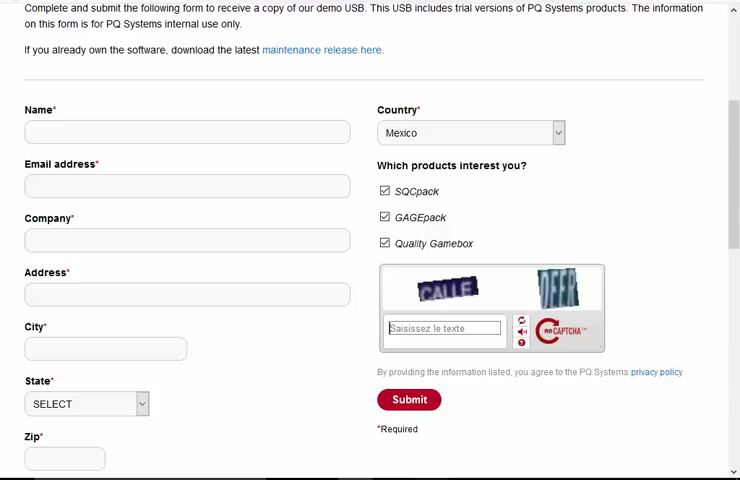 Complete and submit the following form to receive a copy of our demo USB. This USB includes trial versions of PQ Systems products. The information
on this form is for PQ Systems internal use only.
If you already own the software, download the latest maintenance release here.
Name*
Email address*
Company*
Address*
City*
State*
SELECT
Zip*
Country*
Mexico
Which products interest you?
SQCpack
GAGEpack
Quality Gamebox
CALLE DEER
Saisissez le texte
reCAPTCHA™
By providing the information listed, you agree to the PQ Systems privacy policy.
Submit
*Required